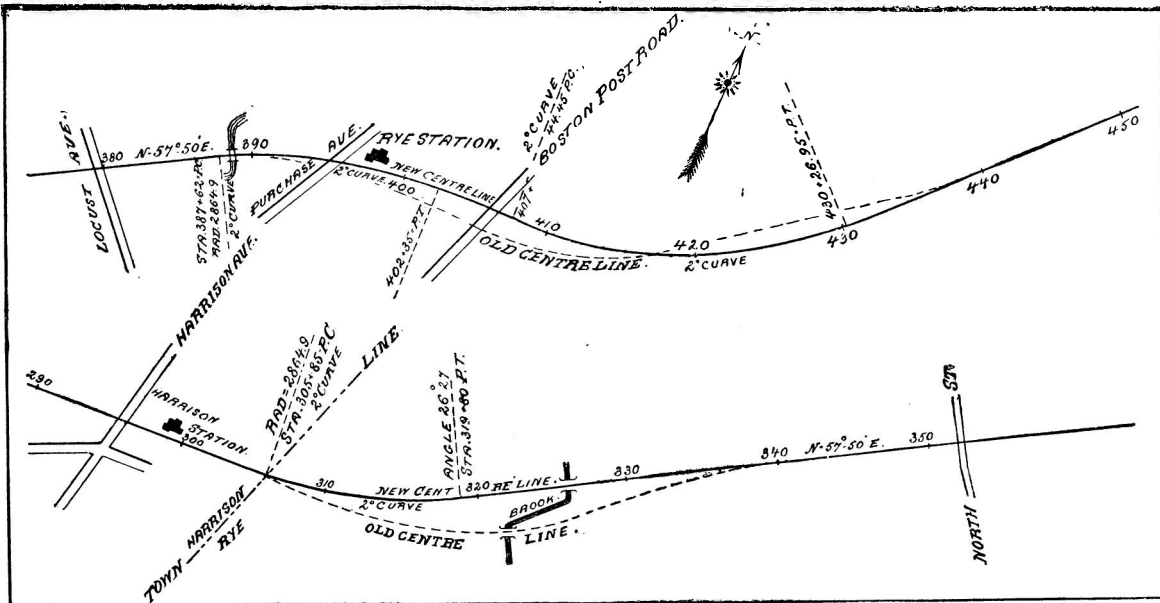 N
BOSTON POST ROAD.
2° CURVE
44.45 P.C.
407+
LOCUST AVE.
380 N-57°.50'E. 390
STA.387+62.PC
RAD. 2864.9
2° CURVE
PURCHASE AVE.
RYE STATION.
NEW CENTRE LINE
2° CURVE 400
402+35.P.T.
410
OLD CENTRE LINE.
420
2° CURVE
430+26.95.P.T.
430
440
450
HARRISON AVE.
290
HARRISON
STATION.
300
RAD=2864.9
STA.305+85.P.C
2° CURVE
TOWN LINE
HARRISON
RYE
310
2° CURVE
NEW CENT 320 RE LINE.
ANGLE 26° 27
STA.319+80 P.T.
OLD CENTRE LINE.
BROOK
330
340 N-57°-50' E. 350
NORTH ST.